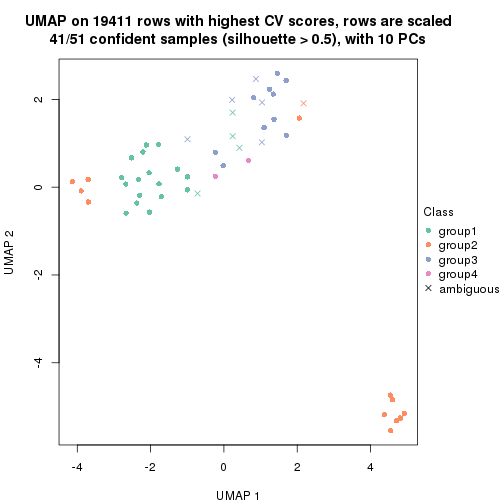 UMAP on 19411 rows with highest CV scores, rows are scaled
41/51 confident samples (silhouette > 0.5), with 10 PCs
2
0
-2
-4
UMAP 2
-4
-2
0
2
4
UMAP 1
Class
group1
group2
group3
group4
ambiguous